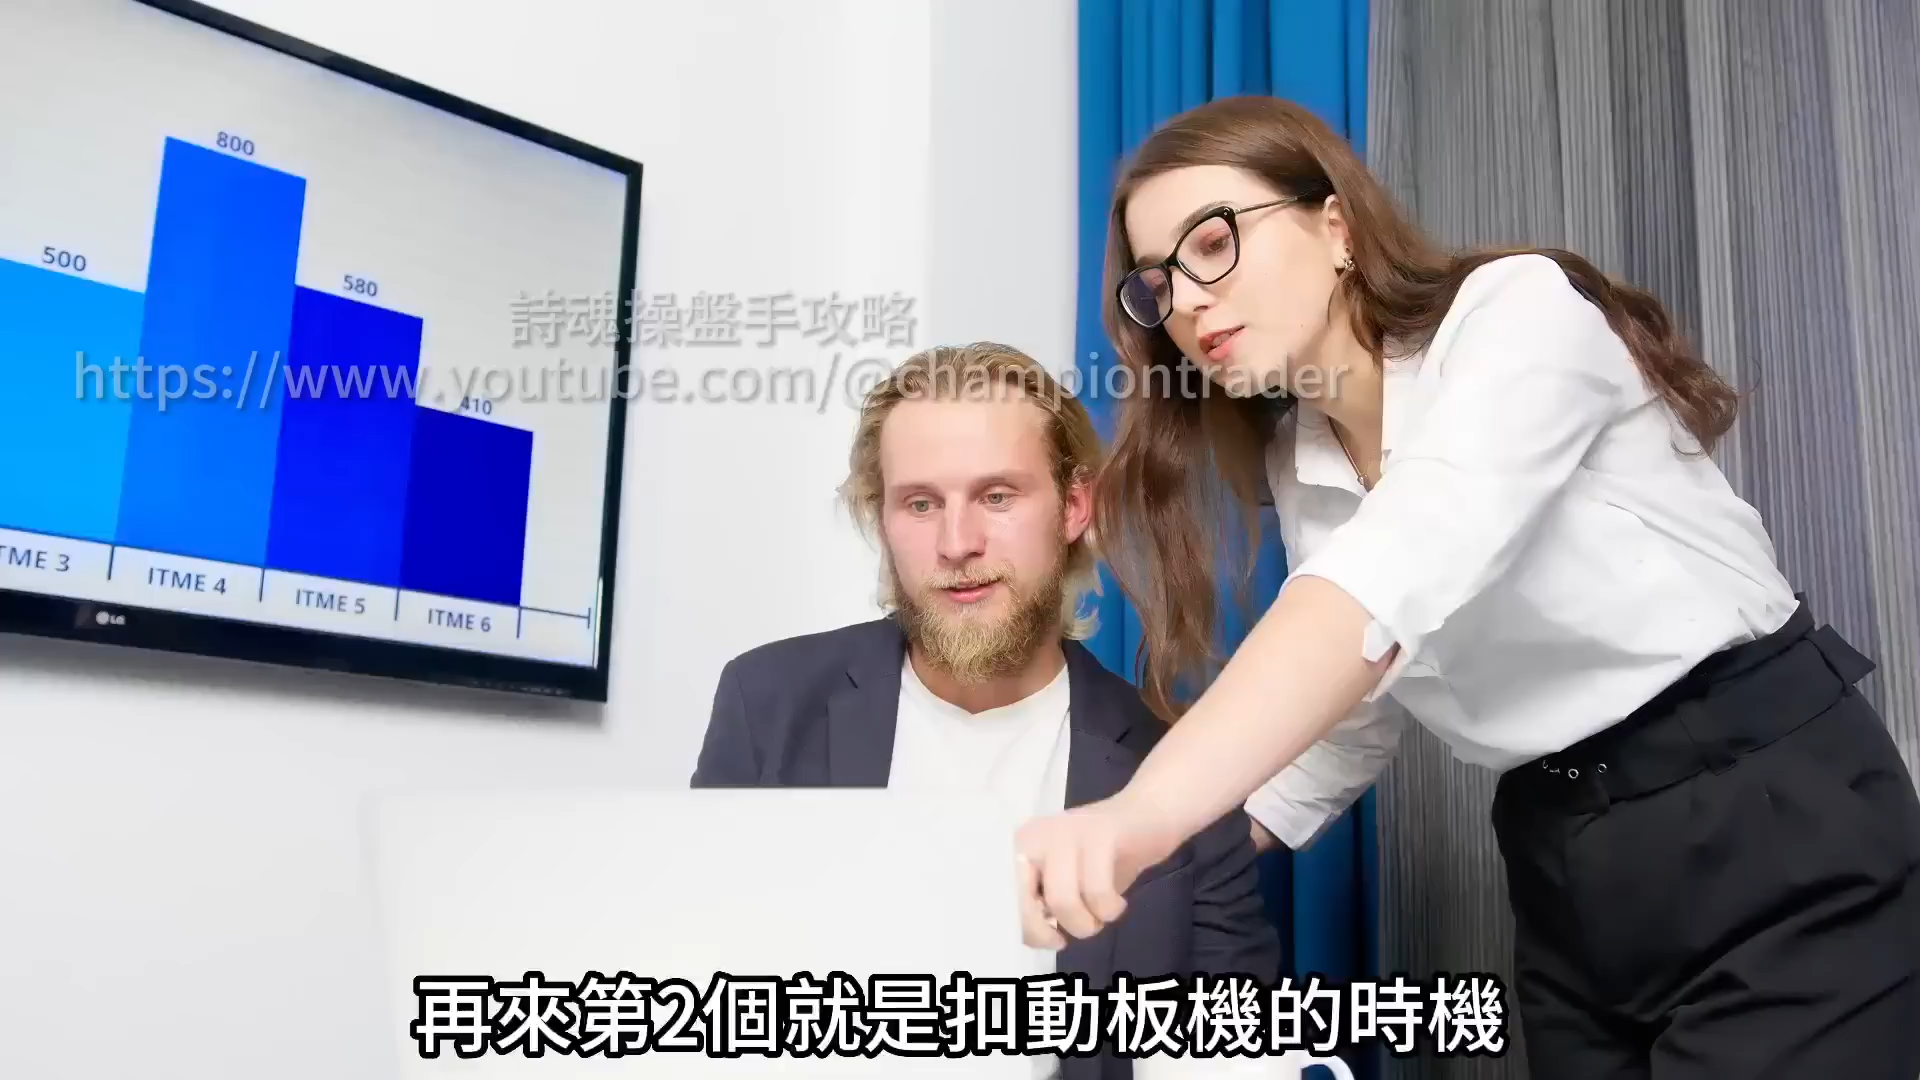 800
500
580
詩魂操盤手攻略
https://www.youtube.com/@championtrader
410
TME 3
ITME 4
ITME 5
ITME 6
LG
再來第2個就是扣動板機的時機